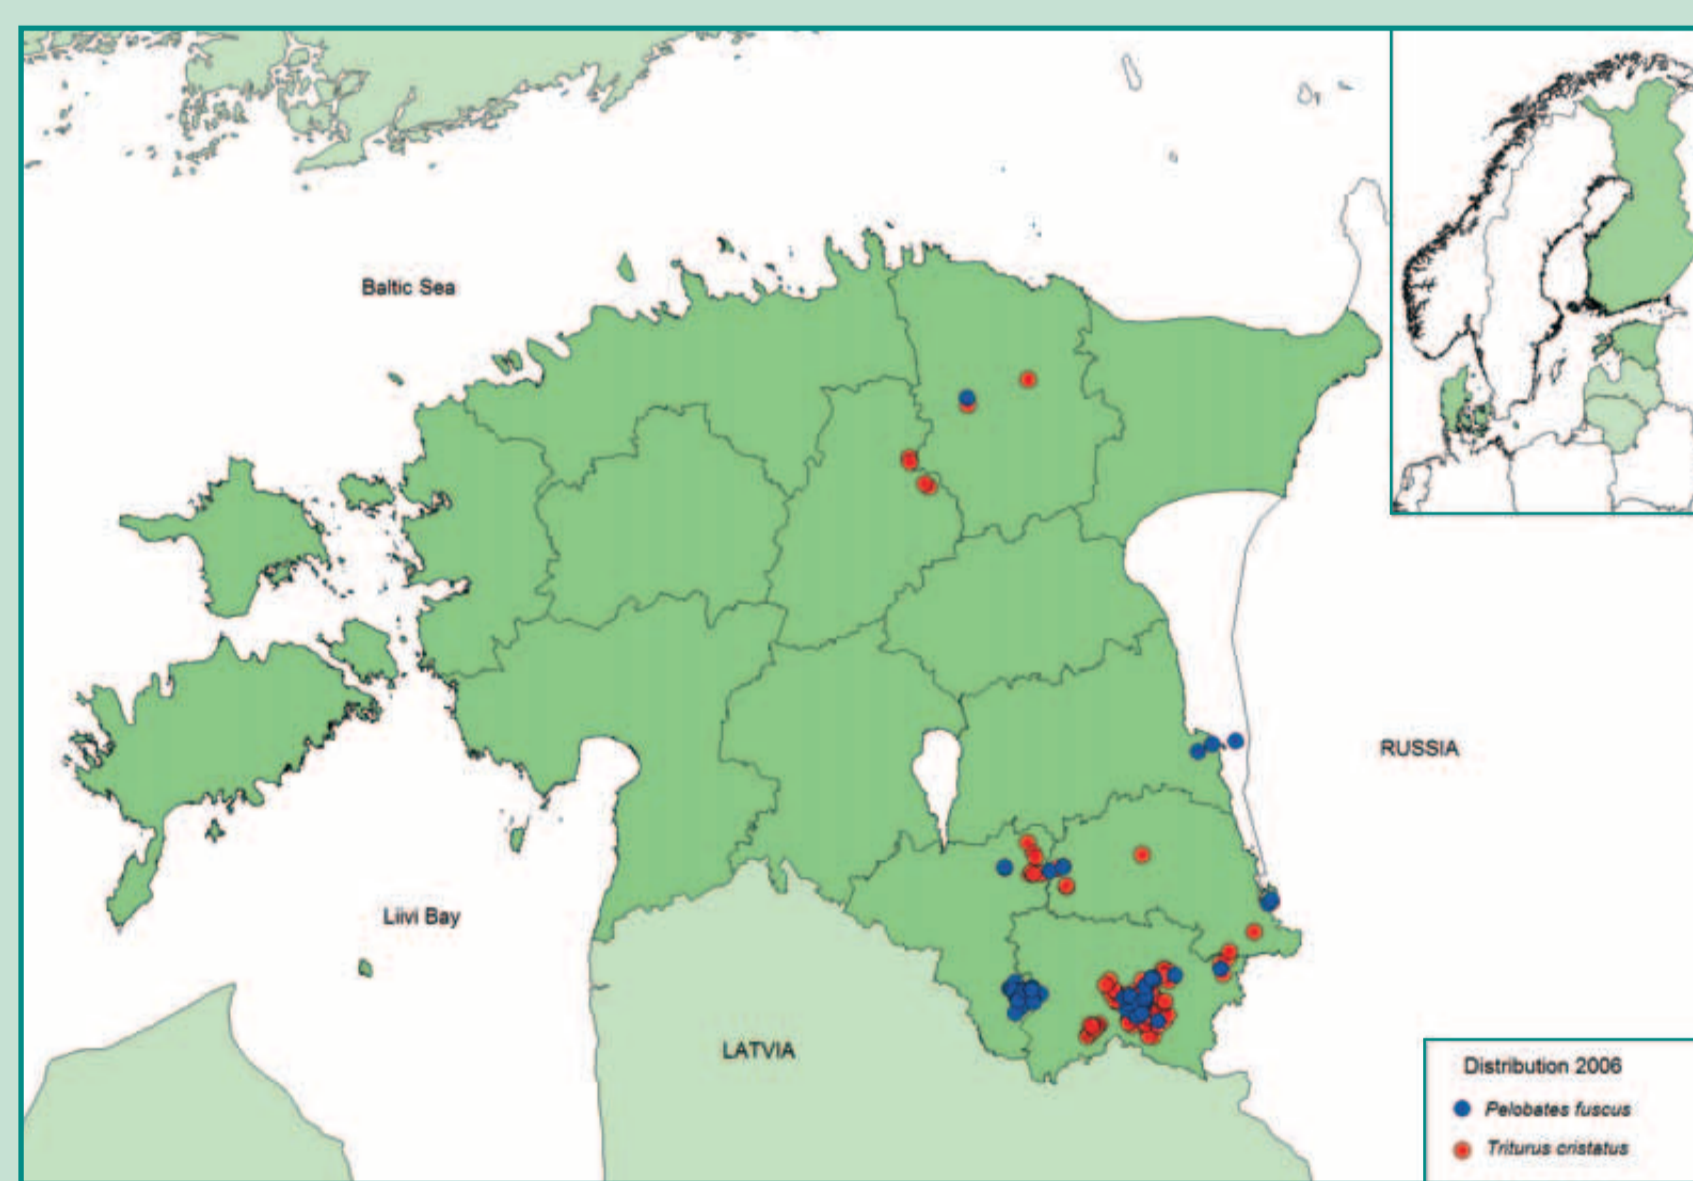 Baltic Sea
RUSSIA
Liivi Bay
LATVIA
Distribution 2006
Pelobates fuscus
Triturus cristatus